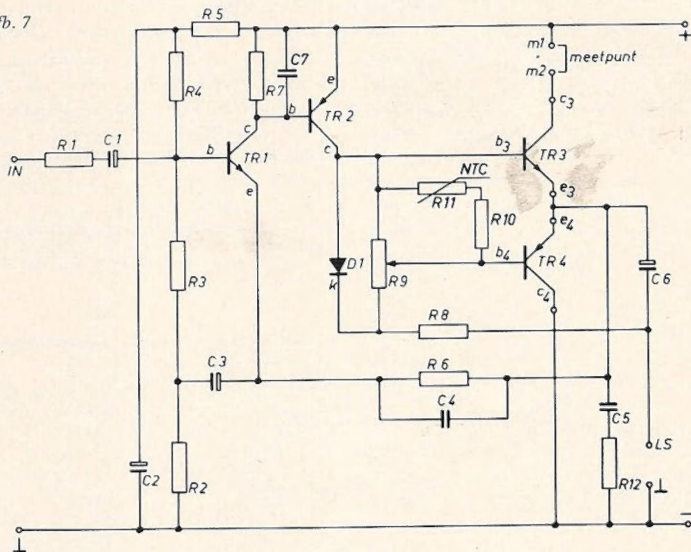 fb. 7
R5
+
m1
m2
meetpunt
R4
R7
C7
e
c
b
TR2
c3
R1
C1
IN
b
TR1
c
b3
TR3
e
NTC
R11
e3
e4
R10
b4
TR4
R3
D1
k
R9
c4
C6
R8
C3
R6
C4
C5
LS
C2
R2
R12
⊥
⊥
−